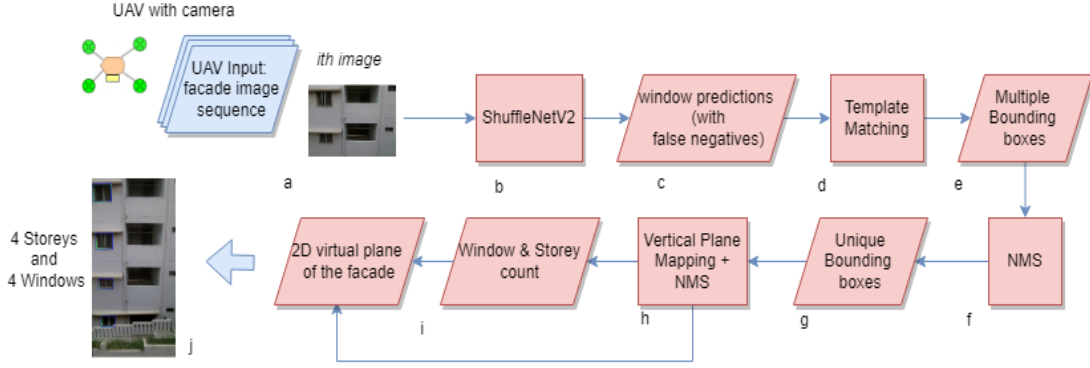 UAV with camera
UAV Input:
facade image
sequence
ith image
ShuffleNetV2
window predictions
(with
false negatives)
Template
Matching
Multiple
Bounding
boxes
a
b
c
d
e
4 Storeys
and
4 Windows
2D virtual plane
of the facade
Window & Storey
count
Vertical Plane
Mapping +
NMS
Unique
Bounding
boxes
NMS
j
i
h
g
f